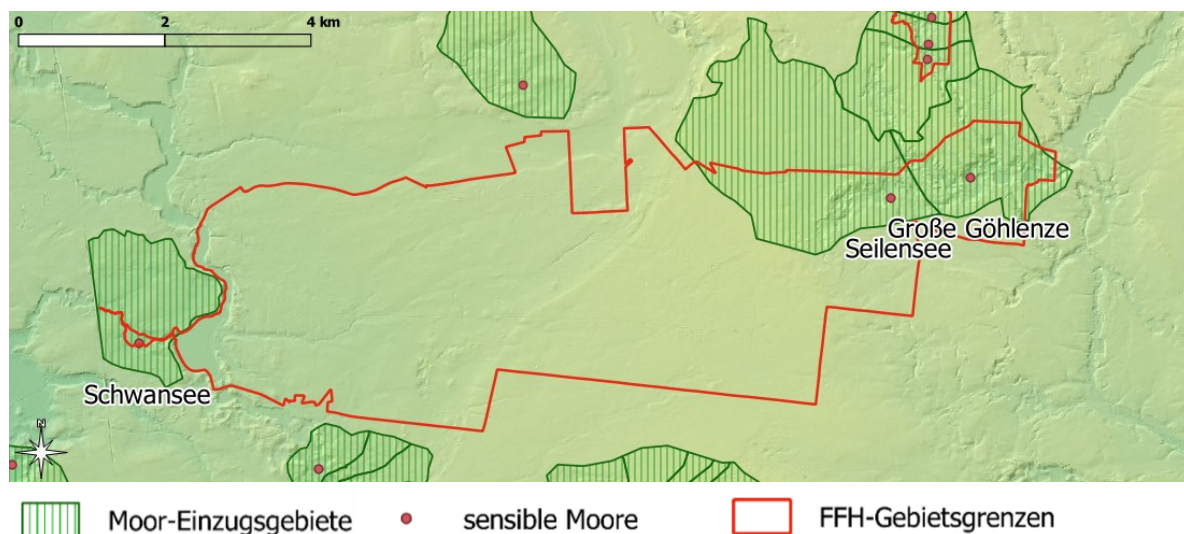 0 2 4 km
Große Göhlenze
Seilensee
Schwansee
N
Moor-Einzugsgebiete sensible Moore FFH-Gebietsgrenzen